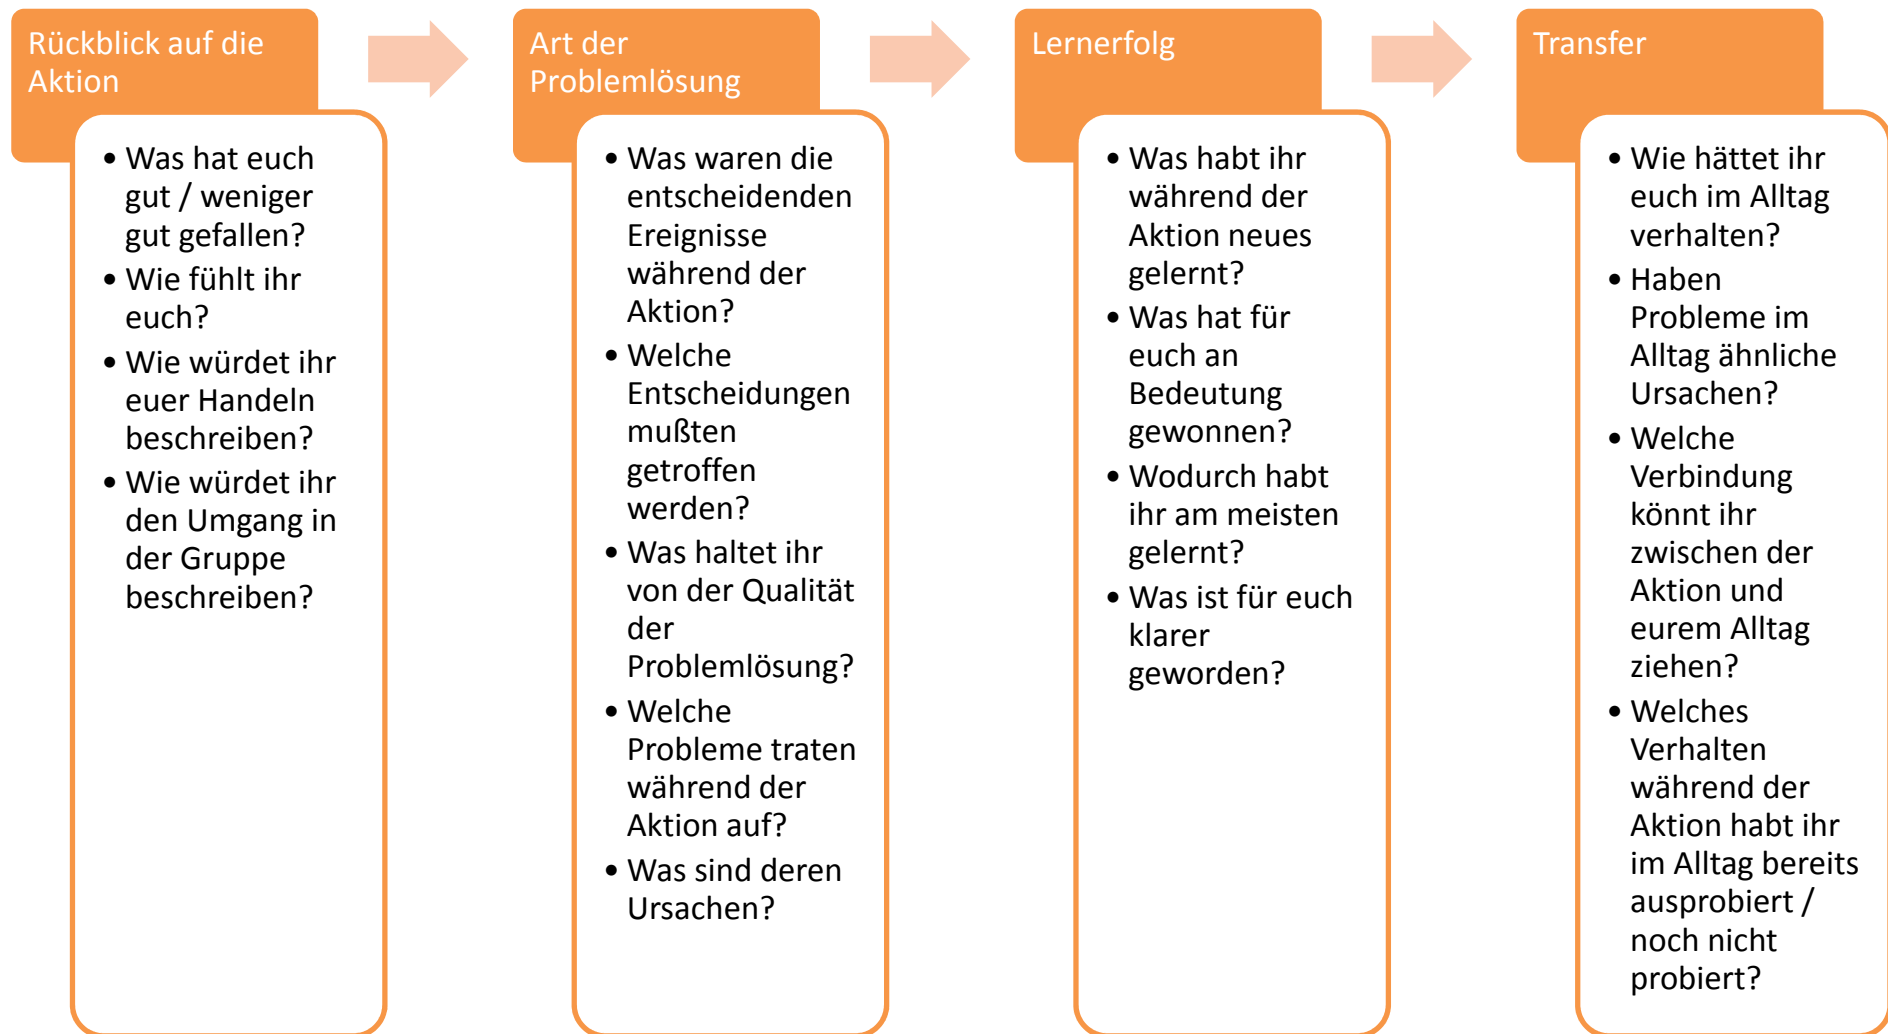 Rückblick auf die
Aktion
• Was hat euch
gut / weniger
gut gefallen?
• Wie fühlt ihr
euch?
• Wie würdet ihr
euer Handeln
beschreiben?
• Wie würdet ihr
den Umgang in
der Gruppe
beschreiben?
Art der
Problemlösung
• Was waren die
entscheidenden
Ereignisse
während der
Aktion?
• Welche
Entscheidungen
mußten
getroffen
werden?
• Was haltet ihr
von der Qualität
der
Problemlösung?
• Welche
Probleme traten
während der
Aktion auf?
• Was sind deren
Ursachen?
Lernerfolg
• Was habt ihr
während der
Aktion neues
gelernt?
• Was hat für
euch an
Bedeutung
gewonnen?
• Wodurch habt
ihr am meisten
gelernt?
• Was ist für euch
klarer
geworden?
Transfer
• Wie hättet ihr
euch im Alltag
verhalten?
• Haben
Probleme im
Alltag ähnliche
Ursachen?
• Welche
Verbindung
könnt ihr
zwischen der
Aktion und
eurem Alltag
ziehen?
• Welches
Verhalten
während der
Aktion habt ihr
im Alltag bereits
ausprobiert /
noch nicht
probiert?